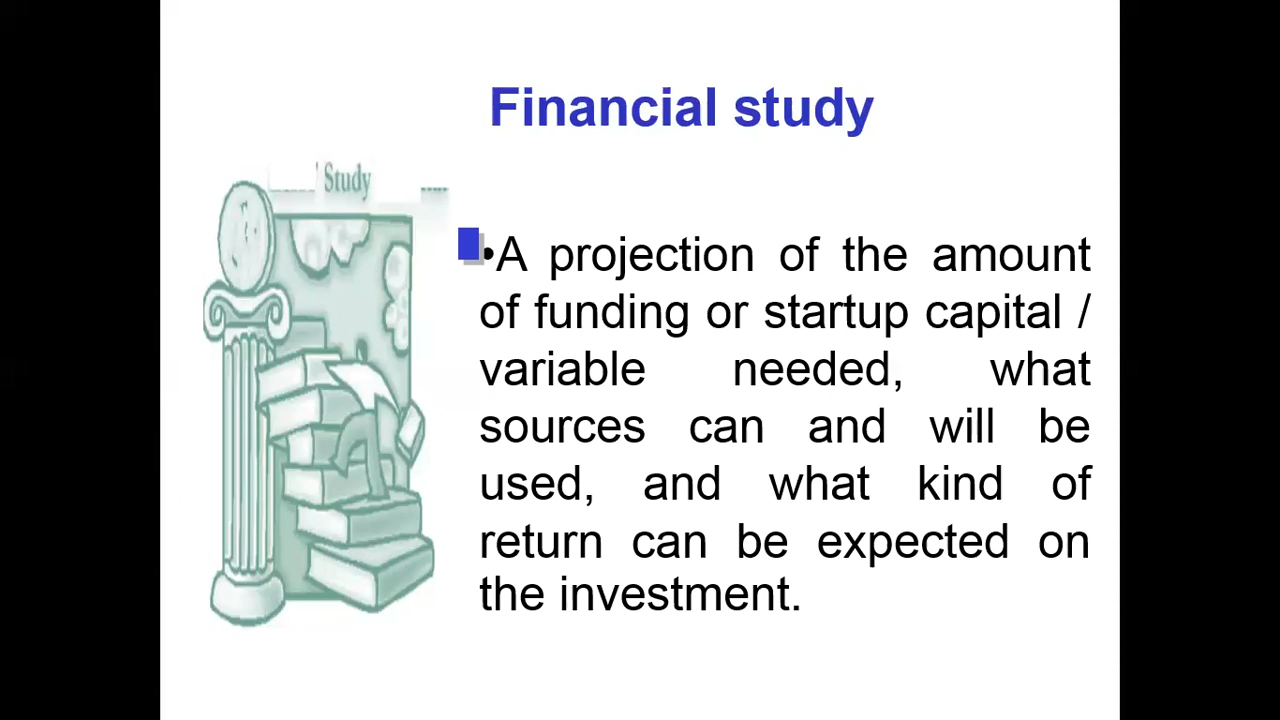 Financial study
Study
•A projection of the amount
of funding or startup capital /
variable needed, what
sources can and will be
used, and what kind of
return can be expected on
the investment.